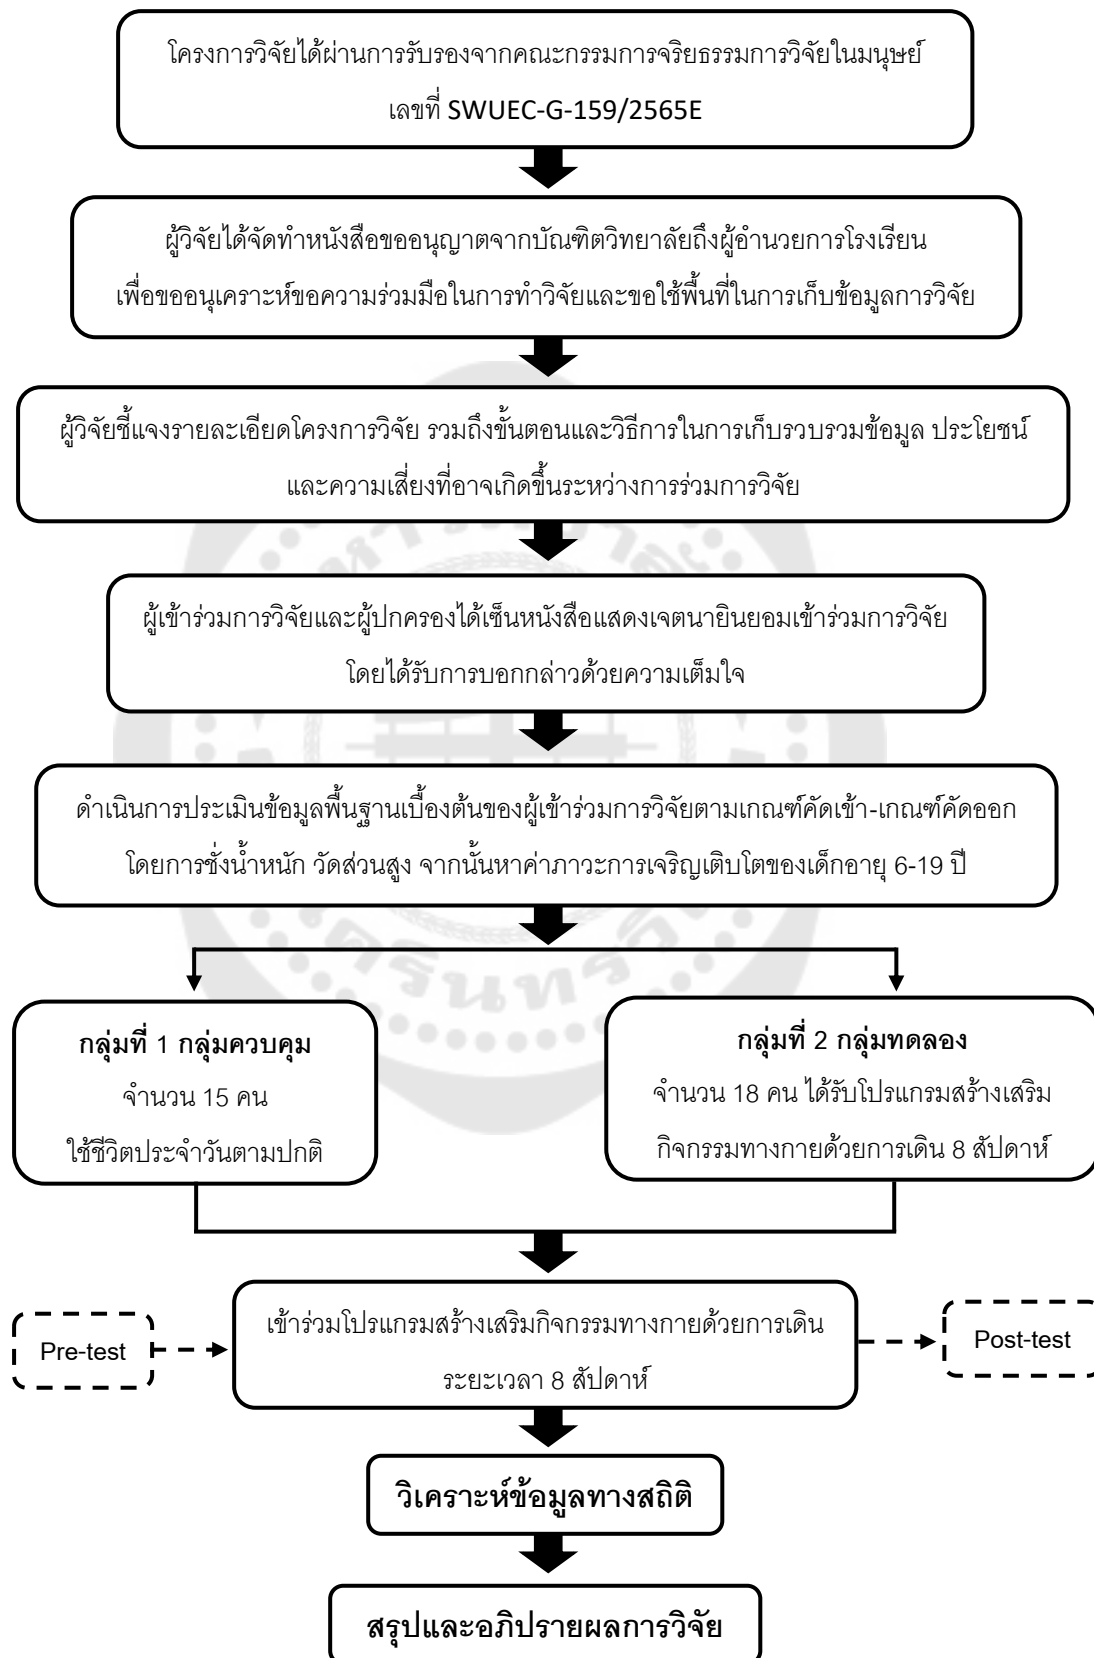 โครงการวิจัยได้ผ่านการรับรองจากคณะกรรมการจริยธรรมการวิจัยในมนุษย์
เลขที่ SWUEC-G-159/2565E
ผู้วิจัยได้จัดทำหนังสือขออนุญาตจากบัณฑิตวิทยาลัยถึงผู้อำนวยการโรงเรียน
เพื่อขออนุเคราะห์ขอความร่วมมือในการทำวิจัยและขอใช้พื้นที่ในการเก็บข้อมูลการวิจัย
ผู้วิจัยชี้แจงรายละเอียดโครงการวิจัย รวมถึงขั้นตอนและวิธีการในการเก็บรวบรวมข้อมูล ประโยชน์
และความเสี่ยงที่อาจเกิดขึ้นระหว่างการร่วมการวิจัย
ผู้เข้าร่วมการวิจัยและผู้ปกครองได้เซ็นหนังสือแสดงเจตนายินยอมเข้าร่วมการวิจัย
โดยได้รับการบอกกล่าวด้วยความเต็มใจ
ดำเนินการประเมินข้อมูลพื้นฐานเบื้องต้นของผู้เข้าร่วมการวิจัยตามเกณฑ์คัดเข้า-เกณฑ์คัดออก
โดยการชั่งน้ำหนัก วัดส่วนสูง จากนั้นหาค่าภาวะการเจริญเติบโตของเด็กอายุ 6-19 ปี
กลุ่มที่ 1 กลุ่มควบคุม
จำนวน 15 คน
ใช้ชีวิตประจำวันตามปกติ
กลุ่มที่ 2 กลุ่มทดลอง
จำนวน 18 คน ได้รับโปรแกรมสร้างเสริม
กิจกรรมทางกายด้วยการเดิน 8 สัปดาห์
Pre-test
เข้าร่วมโปรแกรมสร้างเสริมกิจกรรมทางกายด้วยการเดิน
ระยะเวลา 8 สัปดาห์
Post-test
วิเคราะห์ข้อมูลทางสถิติ
สรุปและอภิปรายผลการวิจัย